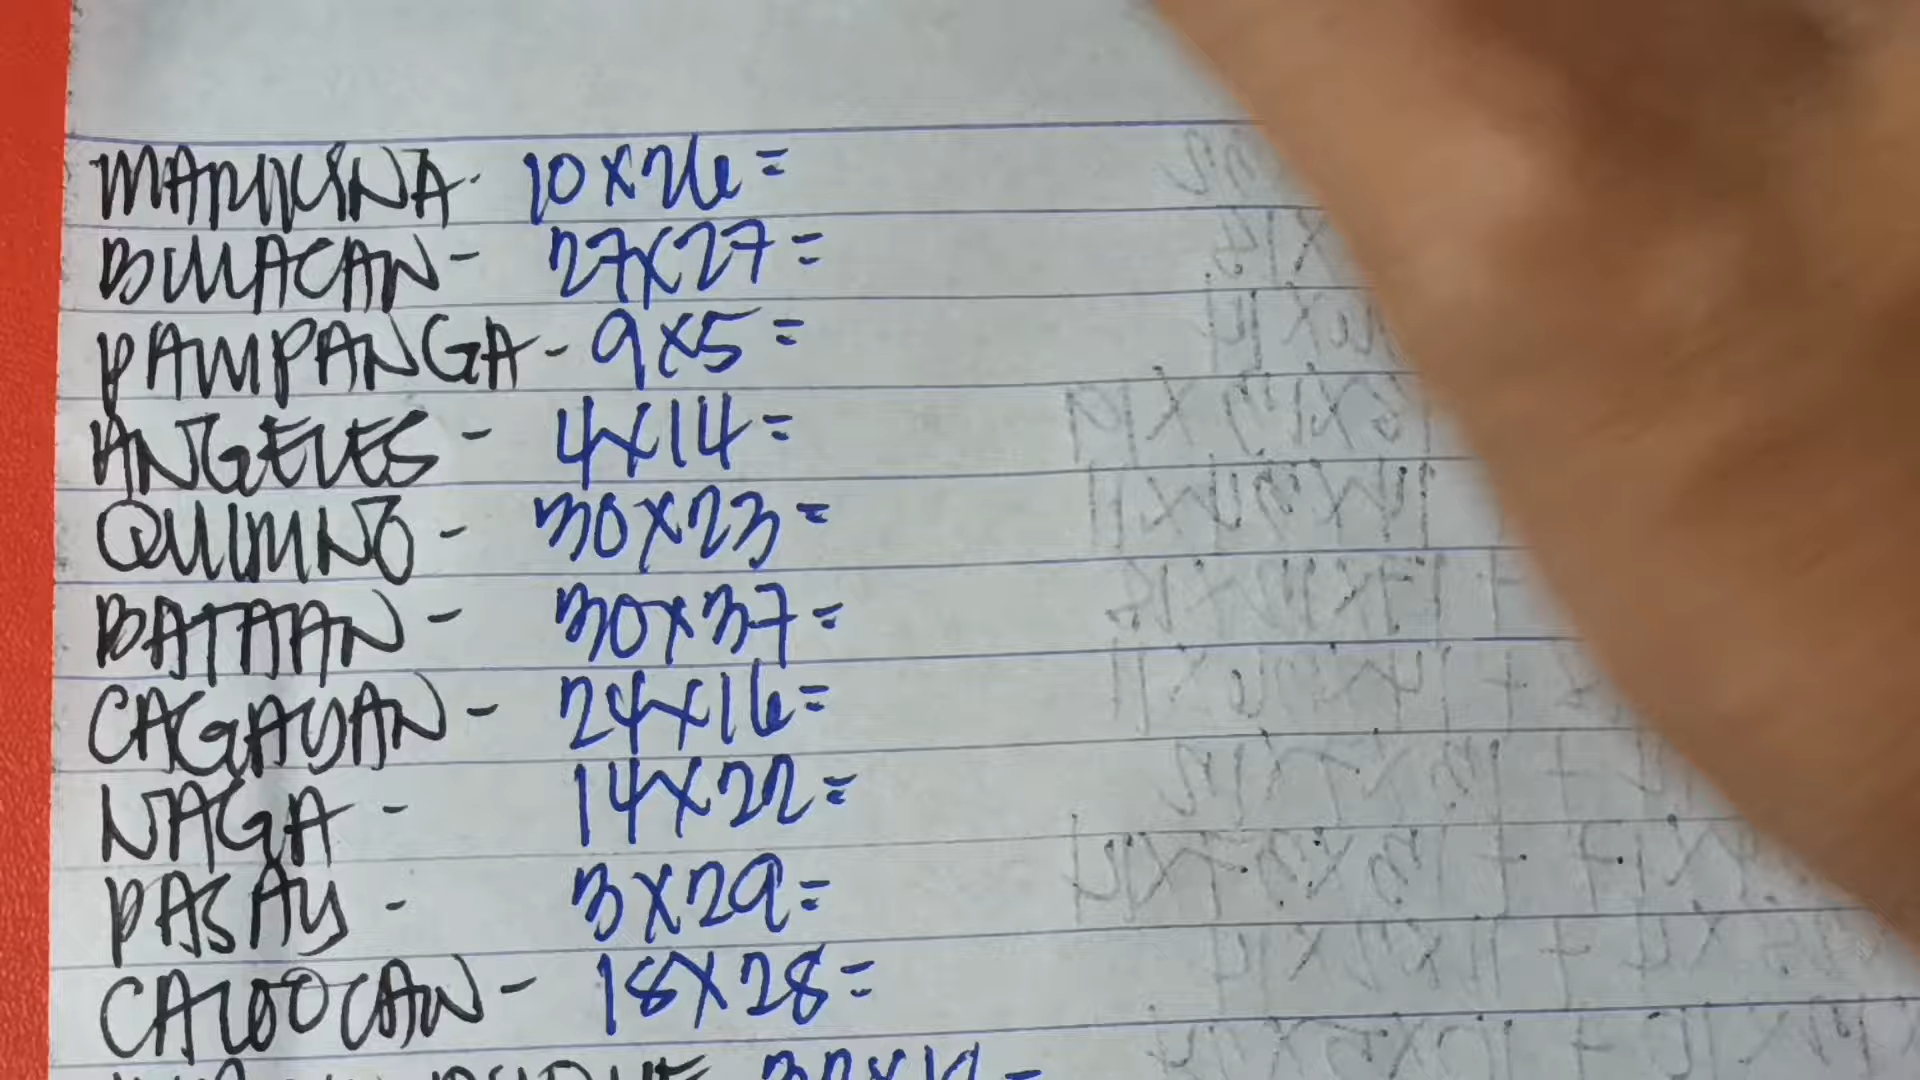 MARIKINA- 10x26=
BULACAN- 27x27=
PAMPANGA- 9x5=
ANGELES- 4x14=
QUIRINO- 30x23=
BATAAN- 30x37=
CAGAYAN- 24x16=
NAGA- 14x22=
PASAY- 3x29=
CALOOCAN- 18x28=